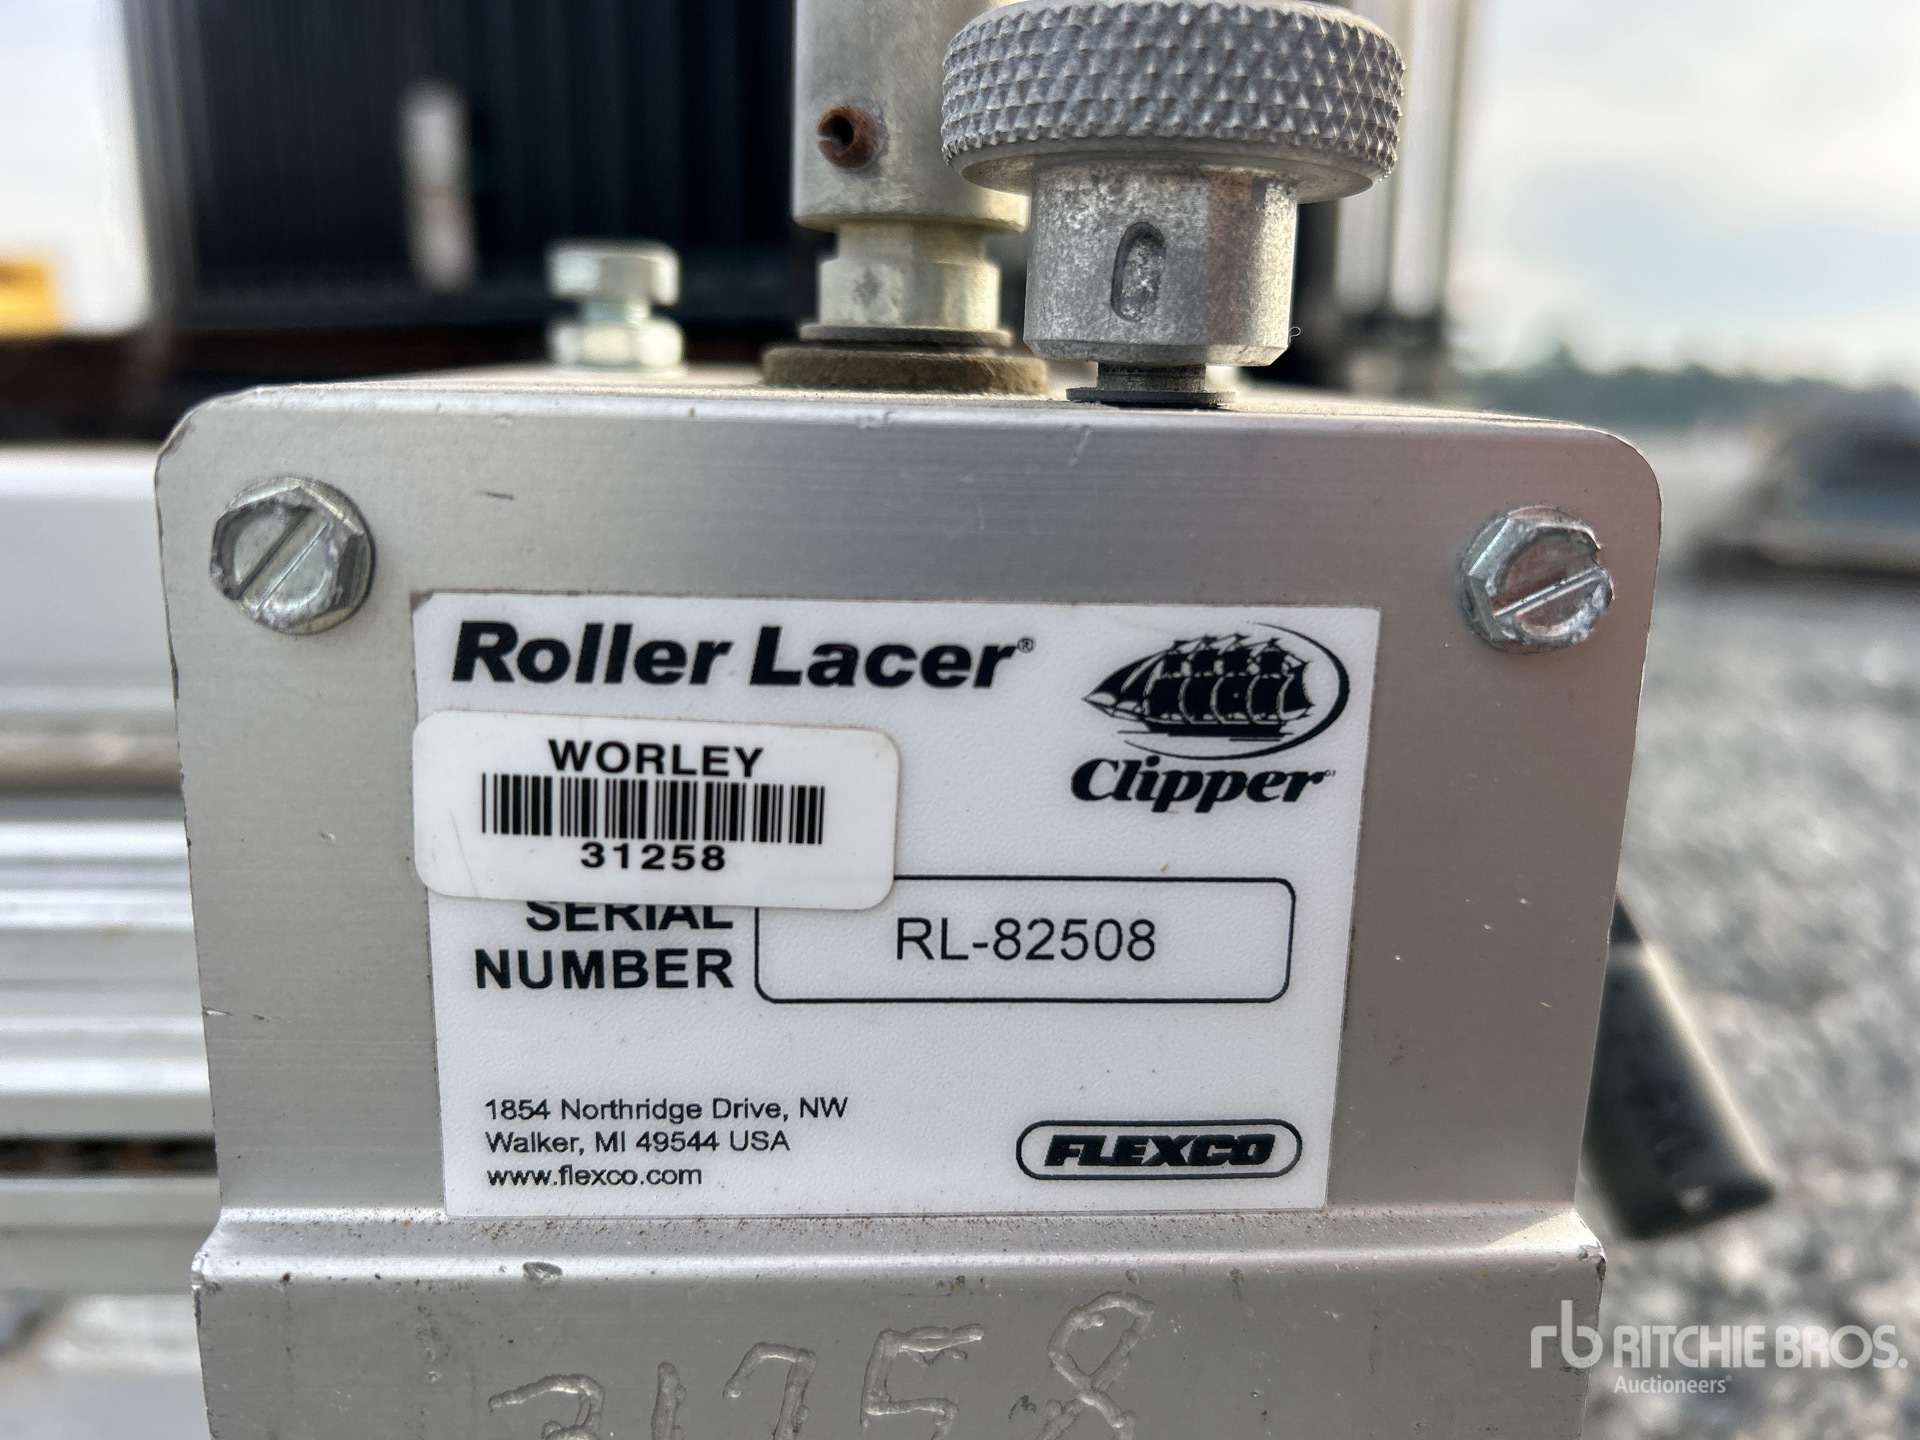 0
Roller Lacer®
Clipper
WORLEY
31258
SERIAL
NUMBER
RL-82508
1854 Northridge Drive, NW
Walker, MI 49544 USA
www.flexco.com
FLEXCO
rb RITCHIE BROS.
Auctioneers